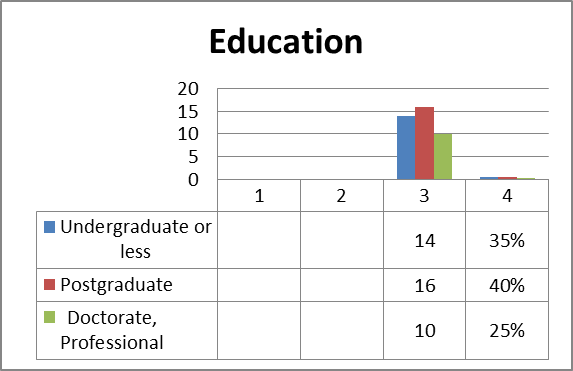 Education
20
15
10
5
0
1 2 3 4
Undergraduate or
less
14 35%
Postgraduate 16 40%
Doctorate,
Professional
10 25%